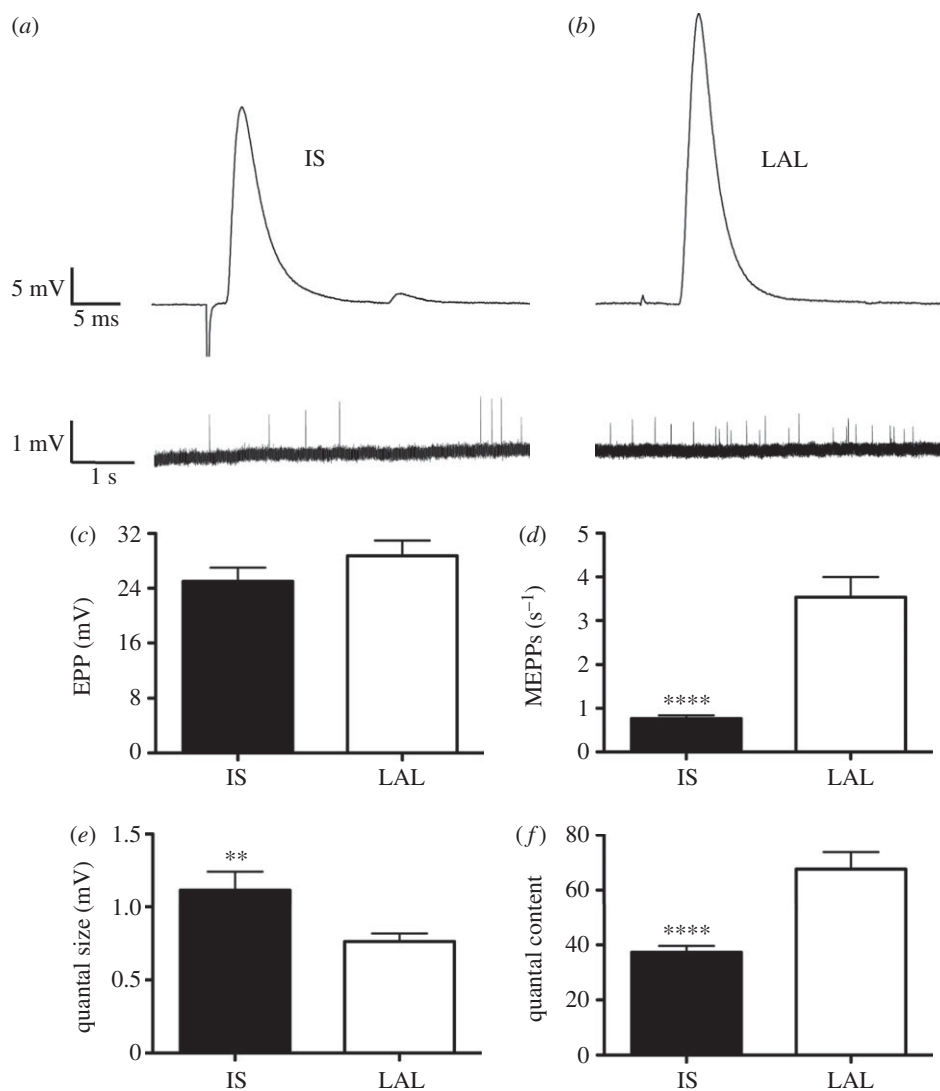 (a)
(b)
IS
LAL
5 mV
5 ms
1 mV
1 s
(c)
32
24
16
8
0
EPP (mV)
IS
LAL
(d)
5
4
3
2
1
0
MEPPs (s⁻¹)
****
IS
LAL
(e)
1.5
1.0
0.5
0
quantal size (mV)
**
IS
LAL
(f)
80
60
40
20
0
quantal content
****
IS
LAL